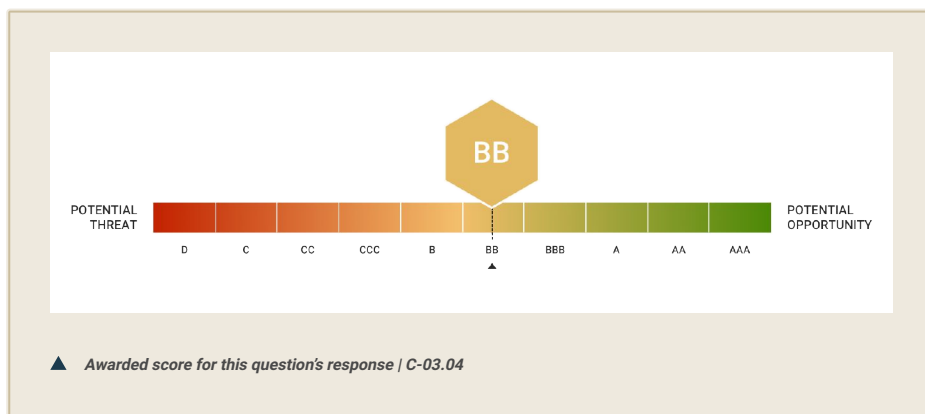 BB
POTENTIAL
THREAT
POTENTIAL
OPPORTUNITY
D C CC CCC B BB BBB A AA AAA
Awarded score for this question's response | C-03.04